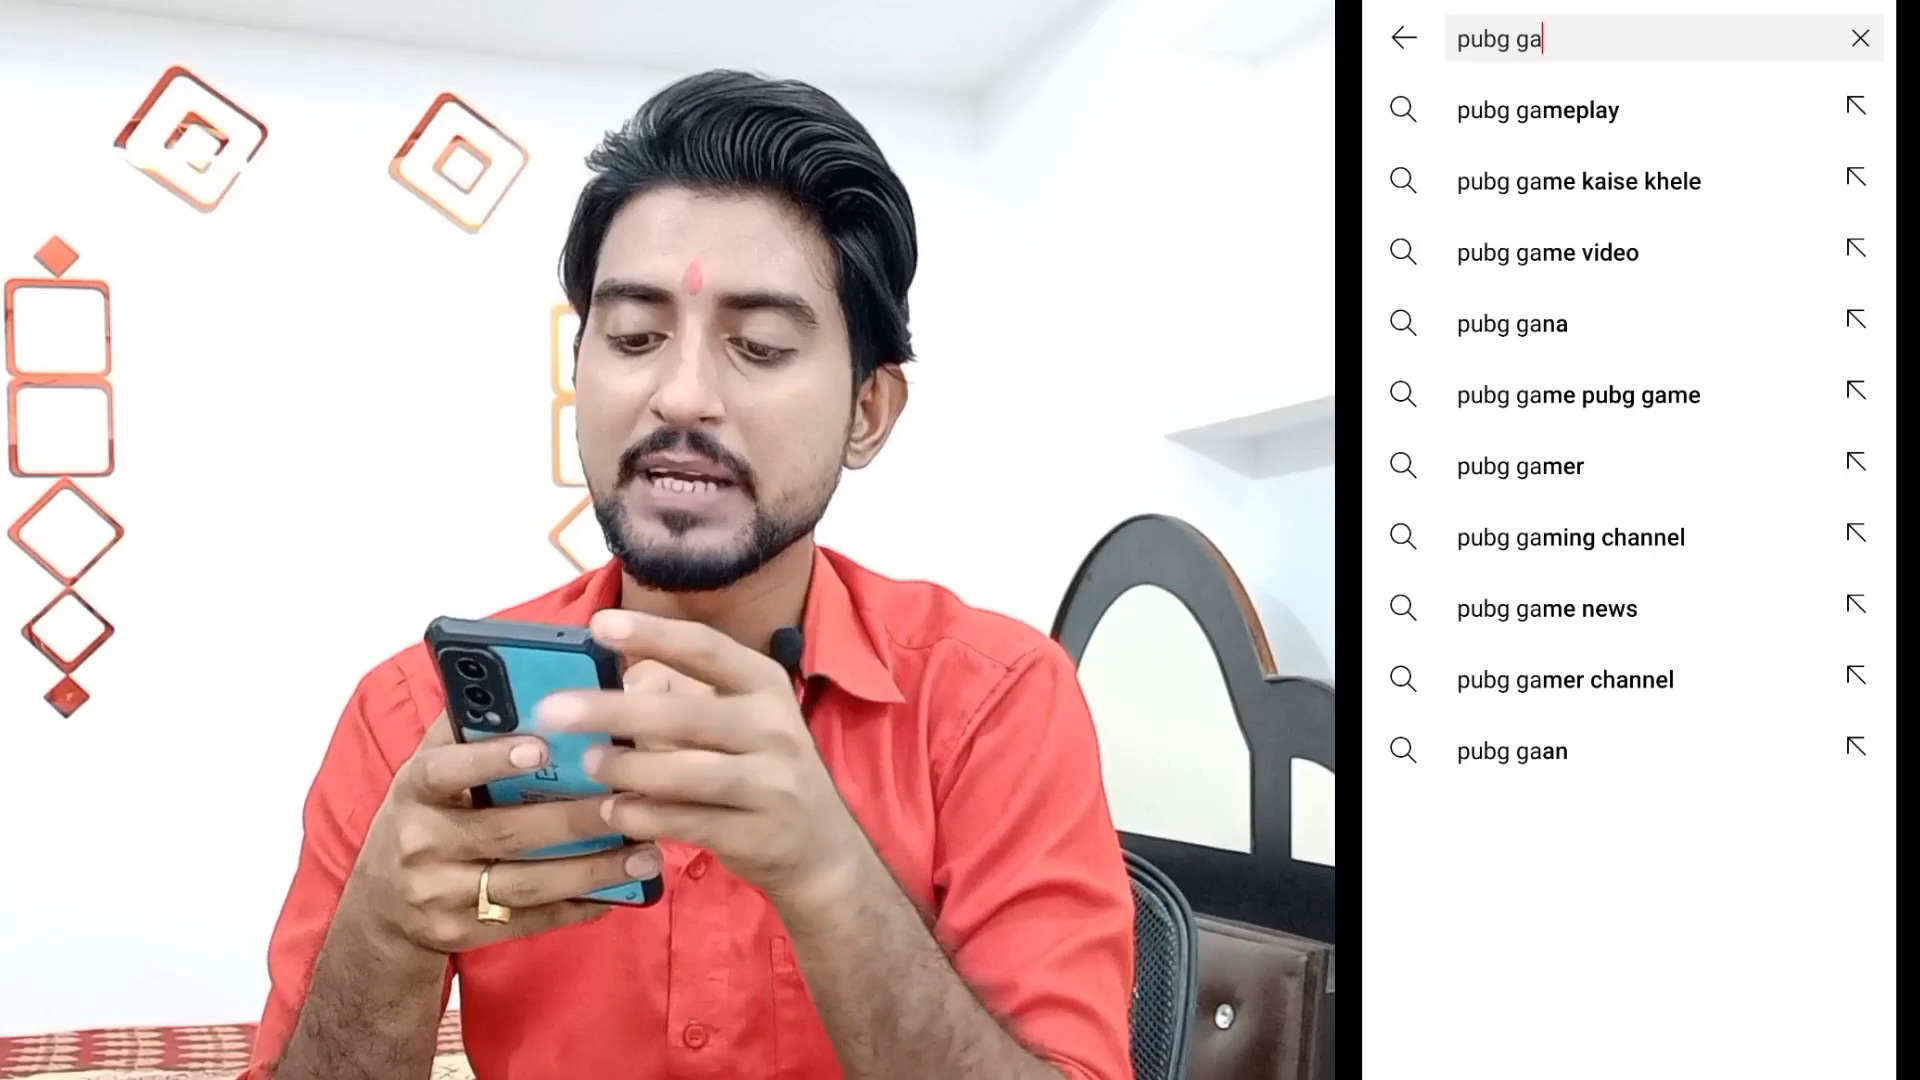 pubg ga
pubg gameplay
pubg game kaise khele
pubg game video
pubg gana
pubg game pubg game
pubg gamer
pubg gaming channel
pubg game news
pubg gamer channel
pubg gaan